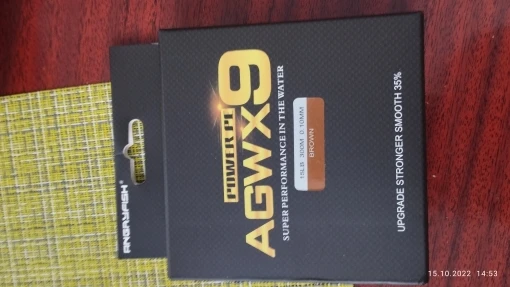 ANGRYFISH®
POWER PE
AGWX9
SUPER PERFORMANCE IN THE WATER
18LB 300M 0.10MM
BROWN
UPGRADE STRONGER SMOOTH 35%
15.10.2022 14:53